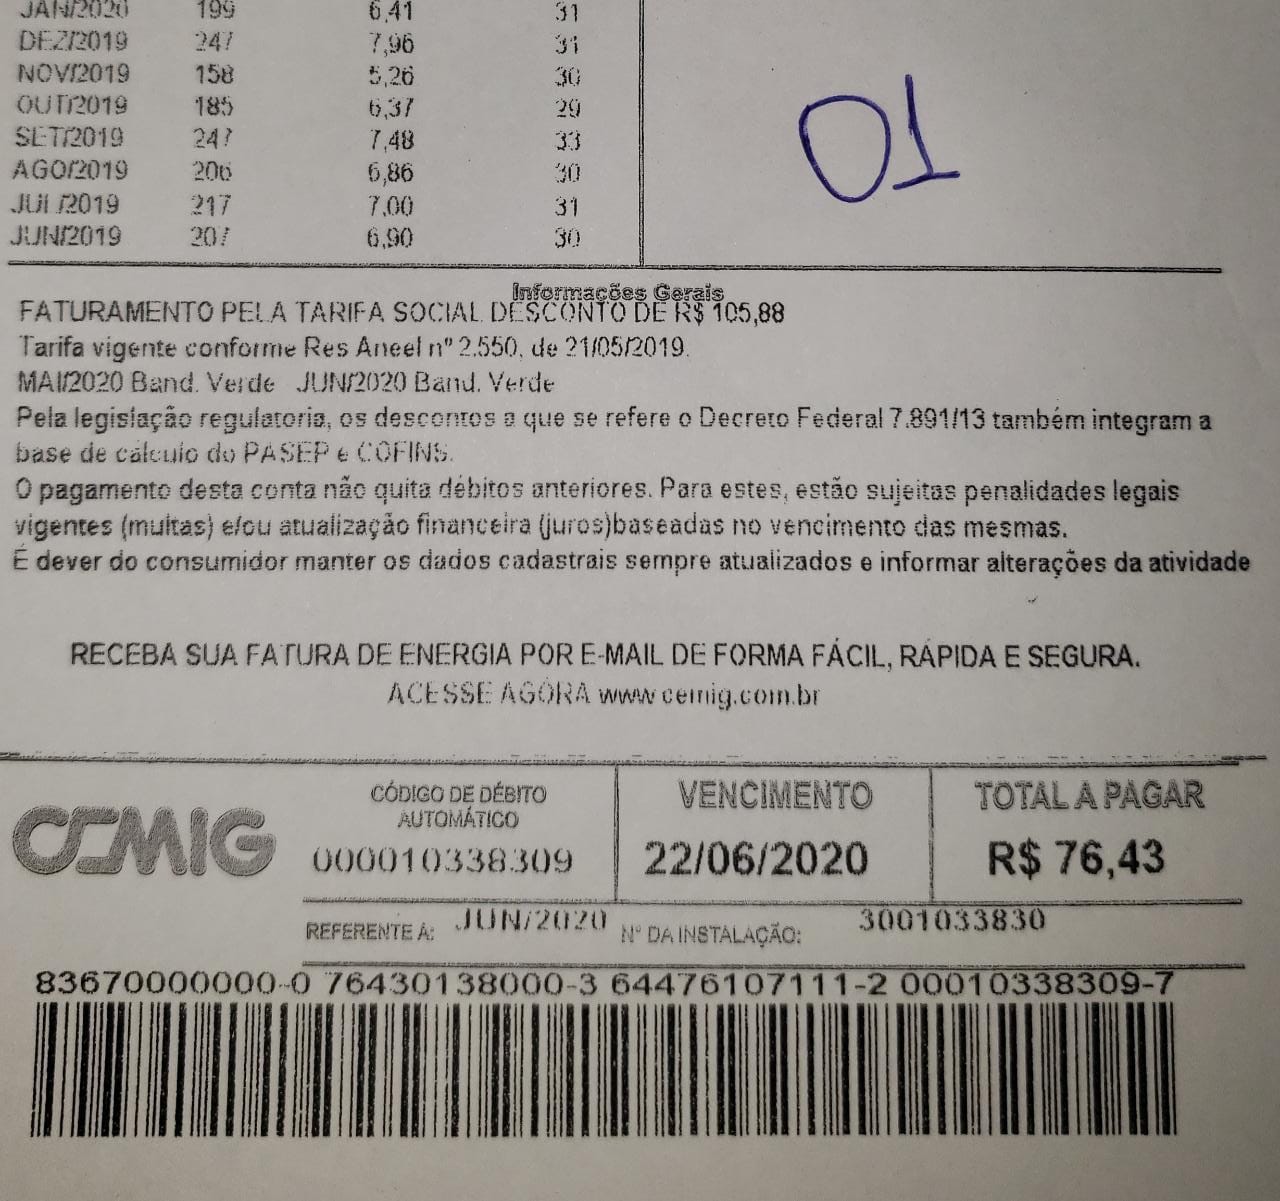 JAN/2020 199 6,41 31
DEZ/2019 247 7,96 31
NOV/2019 158 5,26 30
OUT/2019 185 6,37 29
SET/2019 247 7,48 33
AGO/2019 206 6,86 30
JUL/2019 217 7,00 31
JUN/2019 207 6,90 30
01
Informações Gerais
FATURAMENTO PELA TARIFA SOCIAL DESCONTO DE R$ 105,88
Tarifa vigente conforme Res Aneel nº 2.550, de 21/05/2019.
MAI/2020 Band. Verde JUN/2020 Band. Verde
Pela legislação regulatoria, os descontos a que se refere o Decreto Federal 7.891/13 também integram a
base de cálculo do PASEP e COFINS.
O pagamento desta conta não quita débitos anteriores. Para estes, estão sujeitas penalidades legais
vigentes (multas) e/ou atualização financeira (juros)baseadas no vencimento das mesmas.
É dever do consumidor manter os dados cadastrais sempre atualizados e informar alterações da atividade
RECEBA SUA FATURA DE ENERGIA POR E-MAIL DE FORMA FÁCIL, RÁPIDA E SEGURA.
ACESSE AGORA www.cemig.com.br
CEMIG
CÓDIGO DE DÉBITO
AUTOMÁTICO
000010338309
VENCIMENTO
22/06/2020
TOTAL A PAGAR
R$ 76,43
REFERENTE À: JUN/2020 Nº DA INSTALAÇÃO: 3001033830
83670000000-0 76430138000-3 64476107111-2 00010338309-7